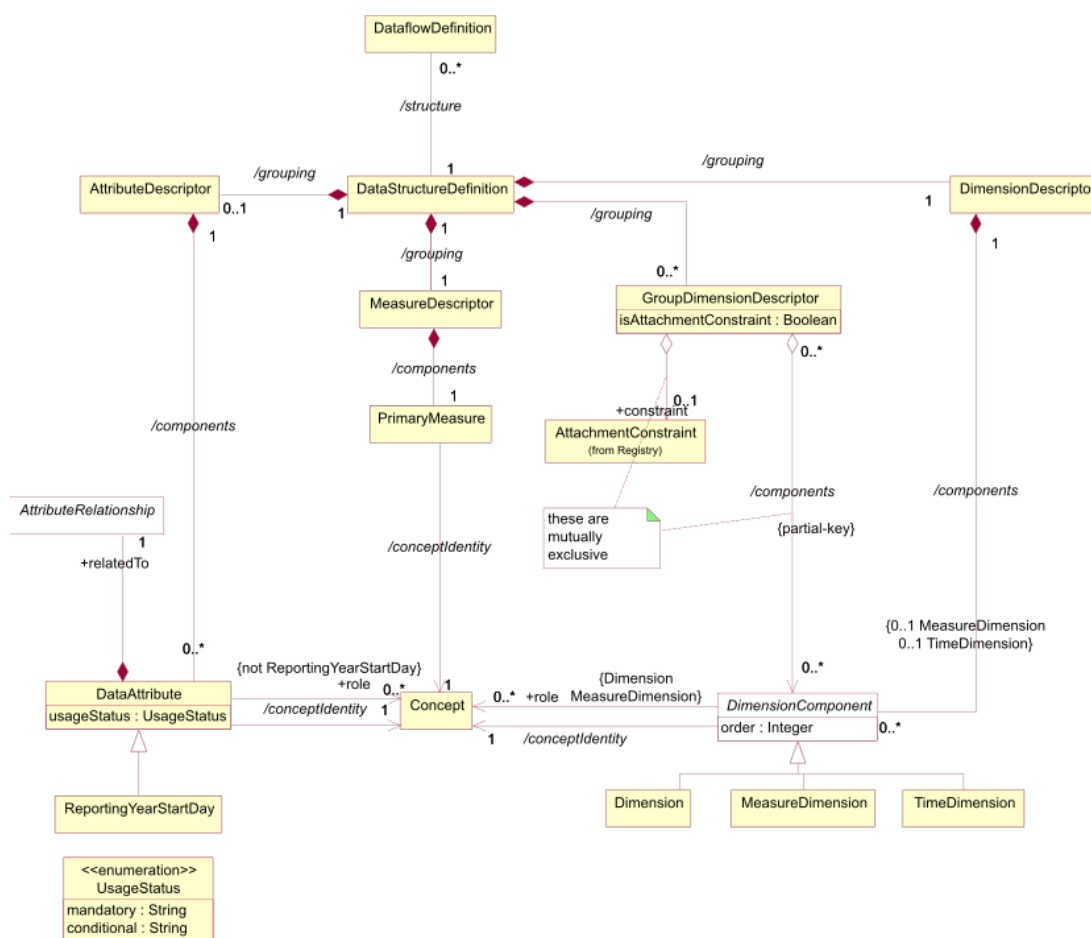 DataflowDefinition
0..*
/structure
1
/grouping
/grouping
AttributeDescriptor
0..1
1
DataStructureDefinition
1
DimensionDescripto
1
1
1
/grouping
/grouping
1
0..*
MeasureDescriptor
GroupDimensionDescriptor
isAttachmentConstraint : Boolean
0..*
/components
1
0..1
+constraint
PrimaryMeasure
AttachmentConstraint
(from Registry)
/components
/components
/components
AttributeRelationship
1
+relatedTo
these are
mutually
exclusive
{partial-key}
/conceptIdentity
{0..1 MeasureDimension
0..1 TimeDimension}
0..*
{not ReportingYearStartDay}
+role
0..*
0..*
{Dimension
MeasureDimension}
0..*
+role
DataAttribute
usageStatus : UsageStatus
/conceptIdentity
1
1
Concept
1
/conceptIdentity
DimensionComponent
order : Integer
0..*
ReportingYearStartDay
Dimension
MeasureDimension
TimeDimension
<<enumeration>>
UsageStatus
mandatory : String
conditional : String